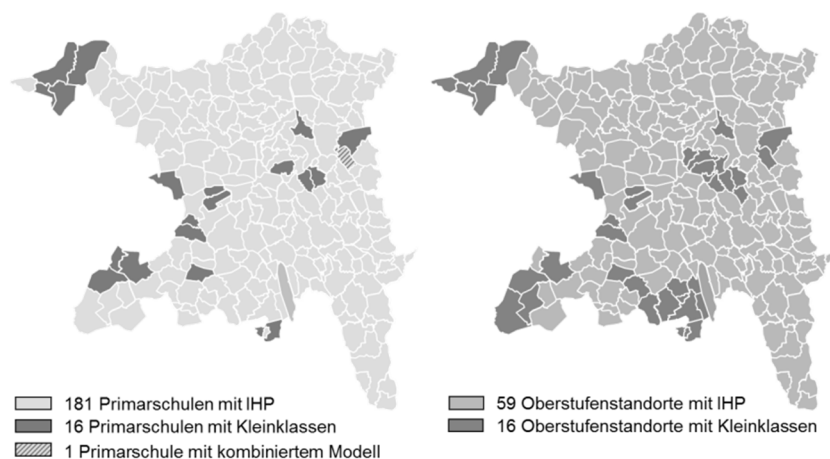 181 Primarschulen mit IHP
16 Primarschulen mit Kleinklassen
1 Primarschule mit kombiniertem Modell
59 Oberstufenstandorte mit IHP
16 Oberstufenstandorte mit Kleinklassen